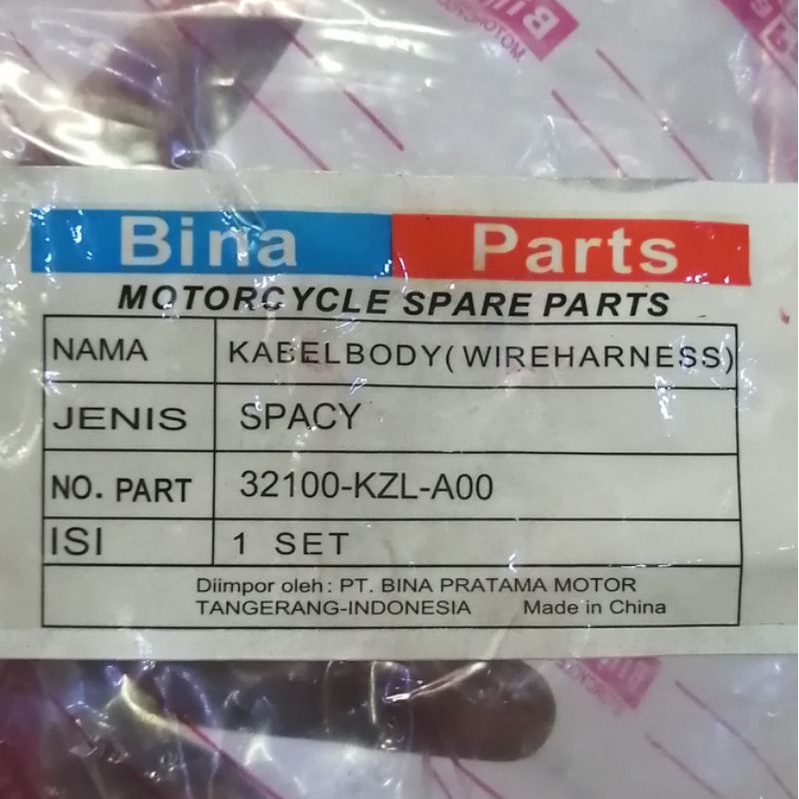 Bina Parts
MOTORCYCLE SPARE PARTS
NAMA KABELBODY( WIREHARNESS)
JENIS SPACY
NO. PART 32100-KZL-A00
ISI 1 SET
Diimpor oleh : PT. BINA PRATAMA MOTOR
TANGERANG-INDONESIA Made in China